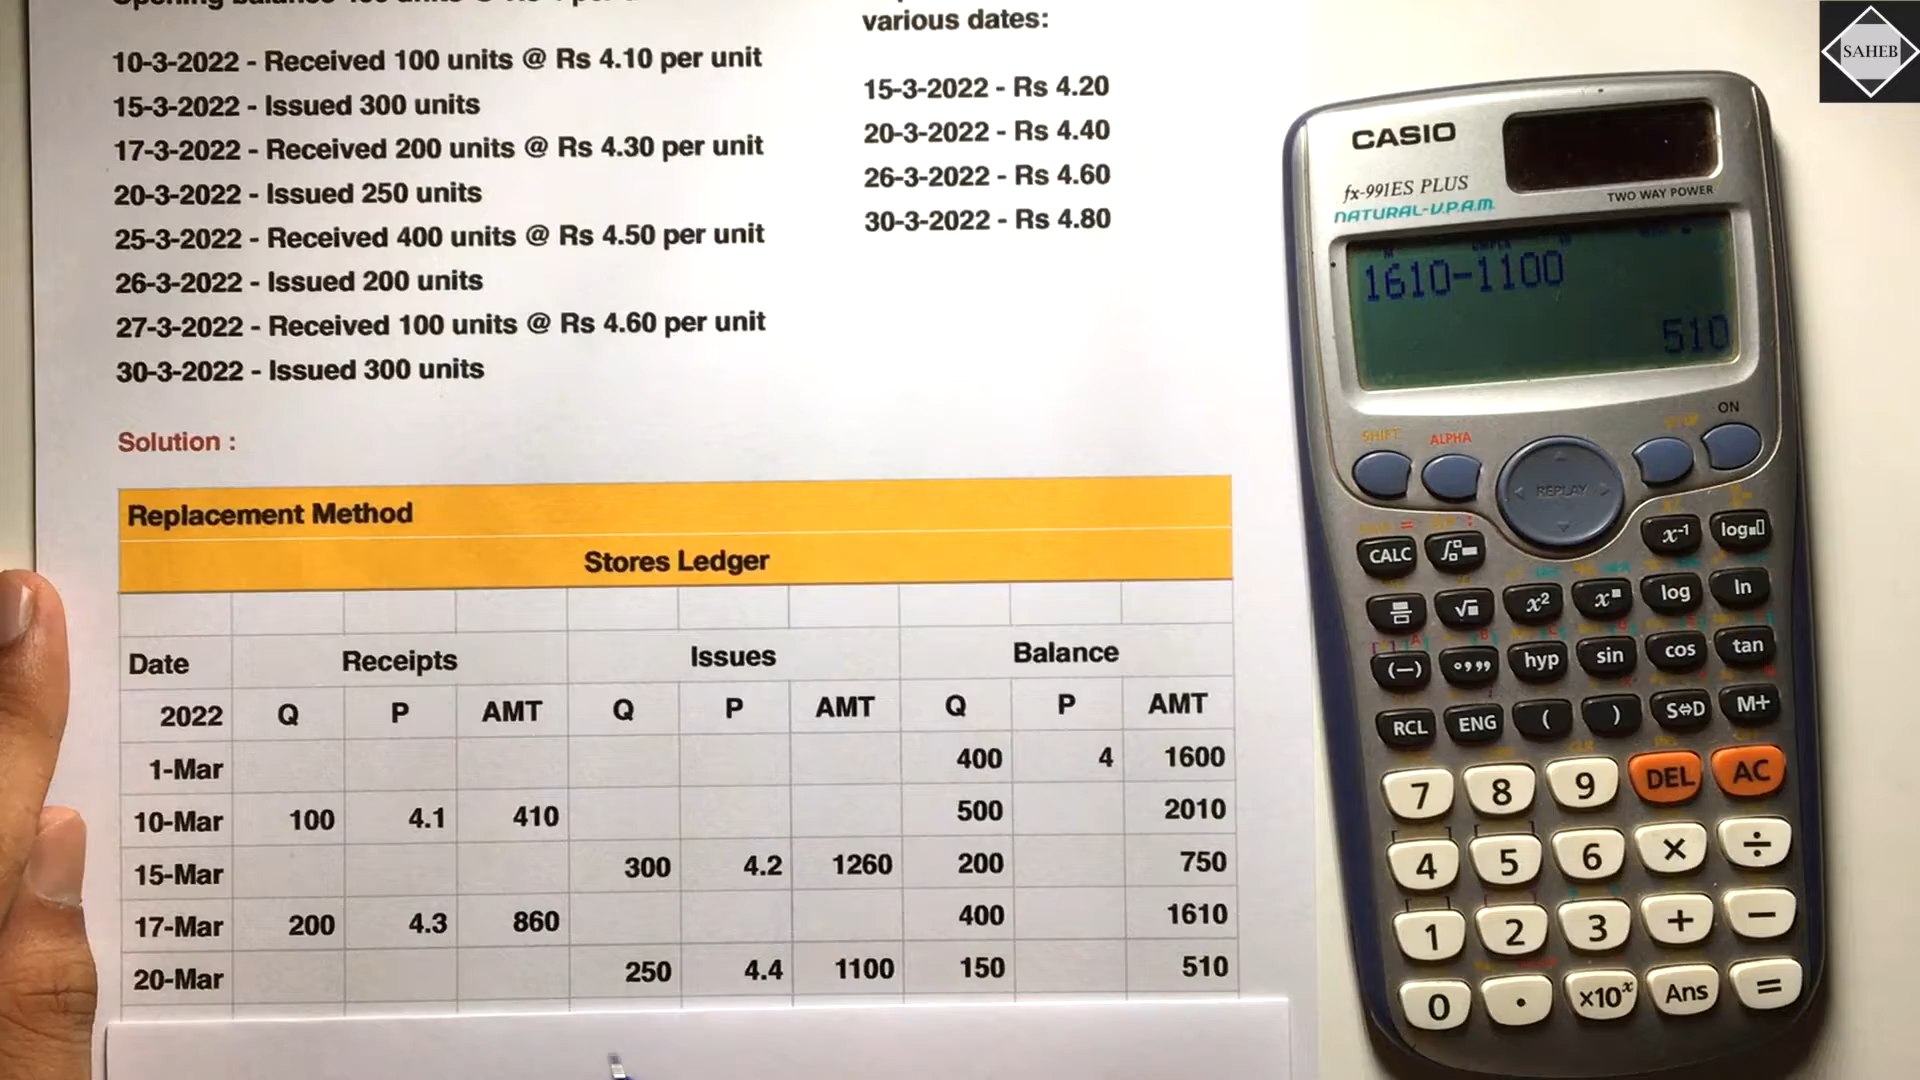 various dates:
10-3-2022 - Received 100 units @ Rs 4.10 per unit
15-3-2022 - Issued 300 units
17-3-2022 - Received 200 units @ Rs 4.30 per unit
20-3-2022 - Issued 250 units
25-3-2022 - Received 400 units @ Rs 4.50 per unit
26-3-2022 - Issued 200 units
27-3-2022 - Received 100 units @ Rs 4.60 per unit
30-3-2022 - Issued 300 units
15-3-2022 - Rs 4.20
20-3-2022 - Rs 4.40
26-3-2022 - Rs 4.60
30-3-2022 - Rs 4.80
Solution :
Replacement Method
Stores Ledger
Date Receipts Issues Balance
2022 Q P AMT Q P AMT Q P AMT
1-Mar 400 4 1600
10-Mar 100 4.1 410 500 2010
15-Mar 300 4.2 1260 200 750
17-Mar 200 4.3 860 400 1610
20-Mar 250 4.4 1100 150 510
SAHEB
CASIO
fx-991ES PLUS
NATURAL-V.P.A.M.
TWO WAY POWER
1610-1100
510
SHIFT ALPHA ON
REPLAY
CALC x-1 log
√ x² x log ln
(−) °,,, hyp sin cos tan
RCL ENG ( ) S⇔D M+
7 8 9 DEL AC
4 5 6 × ÷
1 2 3 + −
0 . ×10x Ans =